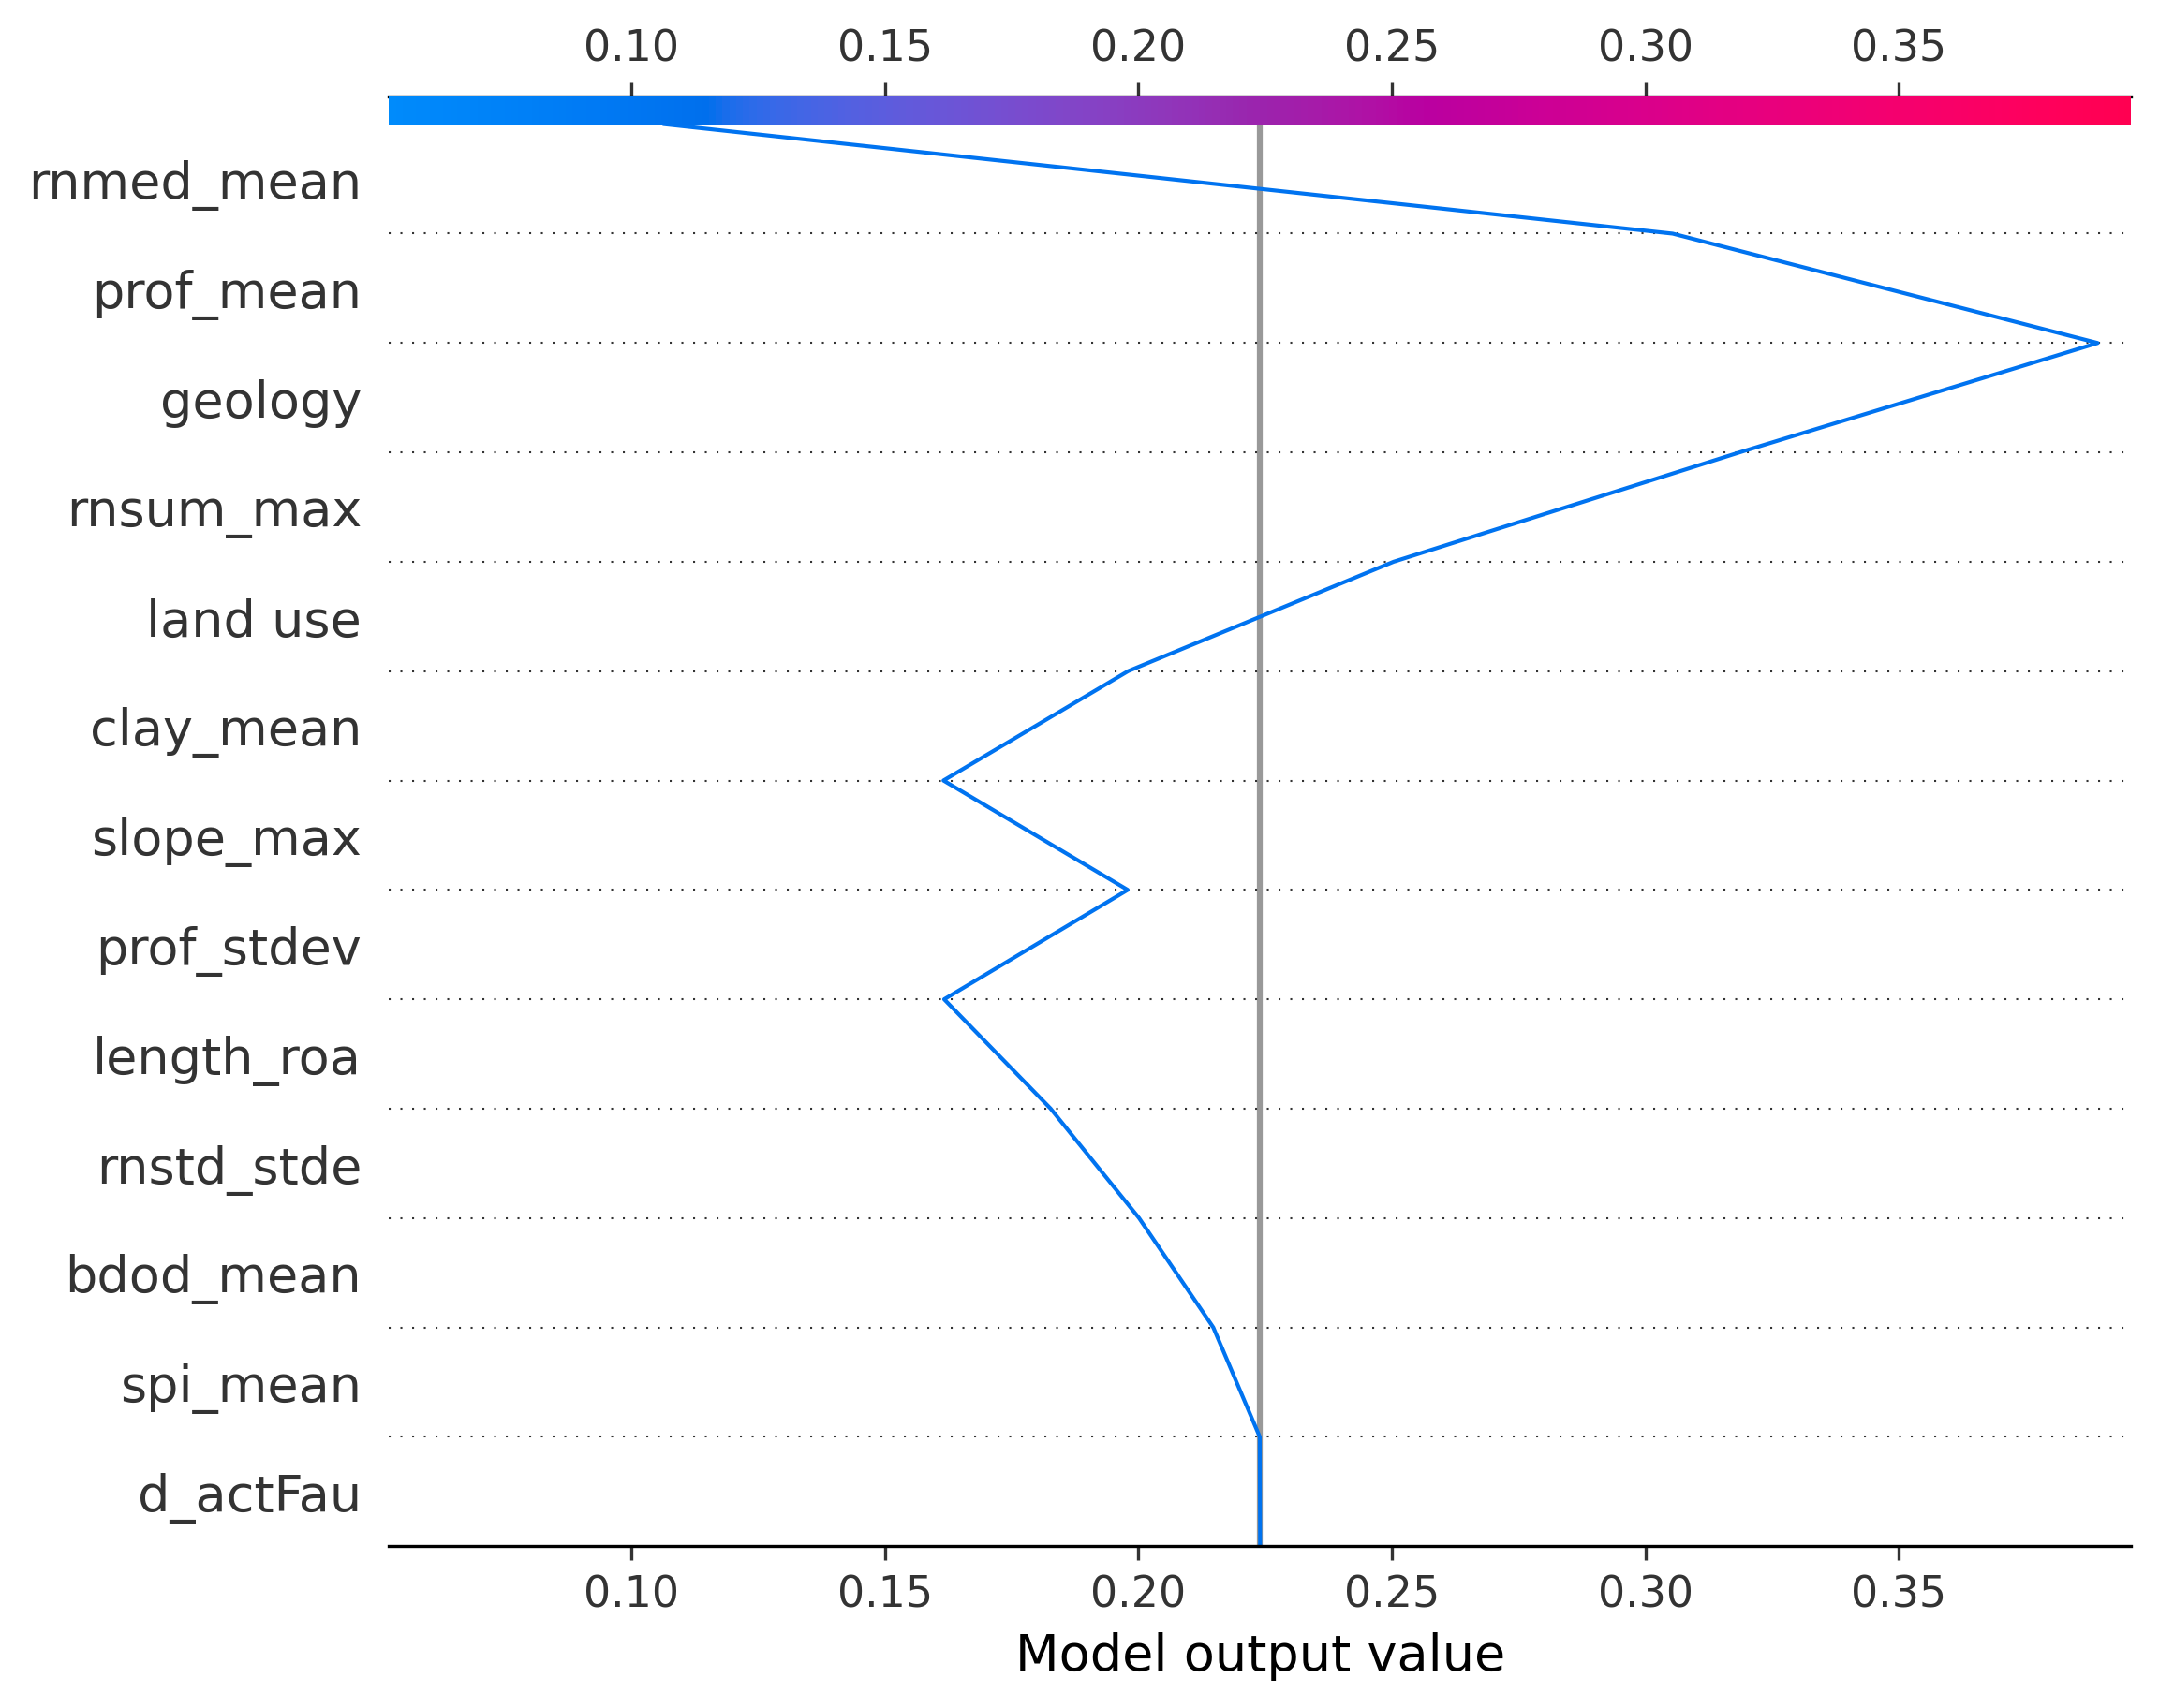 0.10 0.15 0.20 0.25 0.30 0.35
rnmed_mean
prof_mean
geology
rnsum_max
land use
clay_mean
slope_max
prof_stdev
length_roa
rnstd_stde
bdod_mean
spi_mean
d_actFau
0.10 0.15 0.20 0.25 0.30 0.35
Model output value